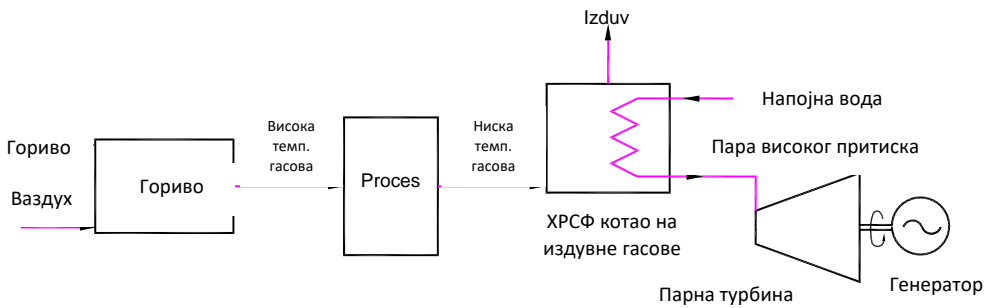 Izduv
Напојна вода
Гориво
Ваздух
Гориво
Висока
темп.
гасова
Proces
Ниска
темп.
гасова
Пара високог притиска
ХРСФ котао на
издувне гасове
Парна турбина
Генератор